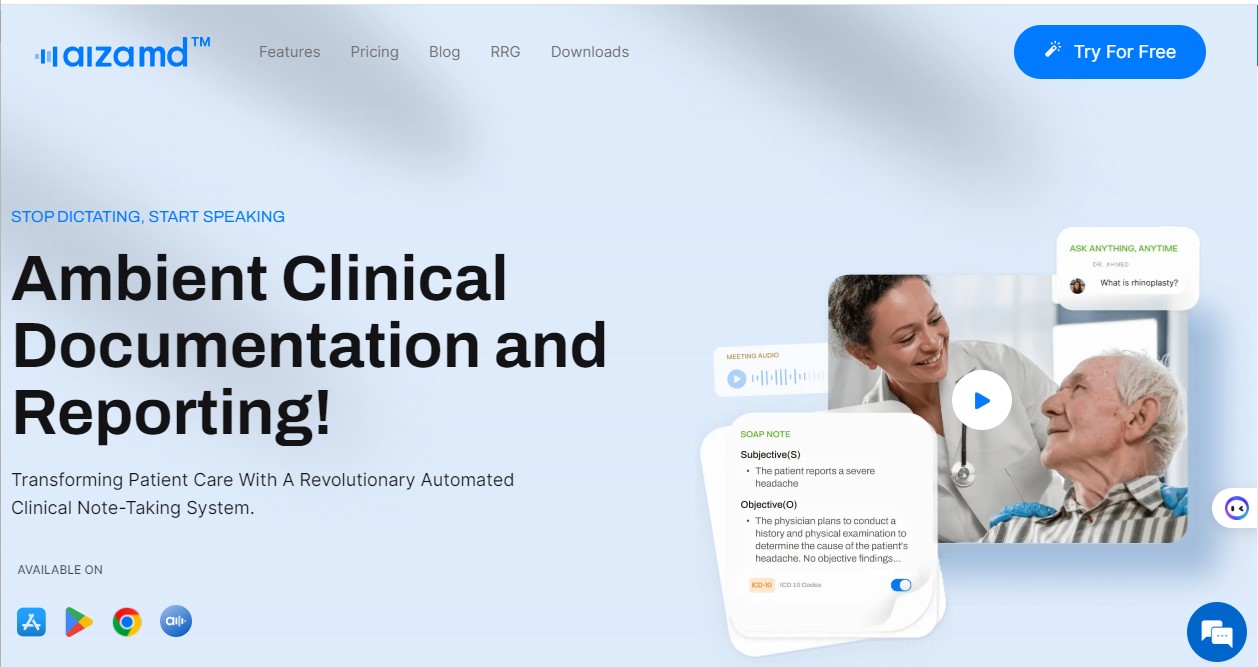 aizamd™
Features
Pricing
Blog
RRG
Downloads
Try For Free
STOP DICTATING, START SPEAKING
Ambient Clinical
Documentation and
Reporting!
Transforming Patient Care With A Revolutionary Automated
Clinical Note-Taking System.
AVAILABLE ON
ai
ASK ANYTHING, ANYTIME
DR. AHMED
What is rhinoplasty?
MEETING AUDIO
SOAP NOTE
Subjective(S)
• The patient reports a severe
headache
Objective(O)
• The physician plans to conduct a
history and physical examination to
determine the cause of the patient's
headache. No objective findings...
ICD-10
ICD 10 Codes